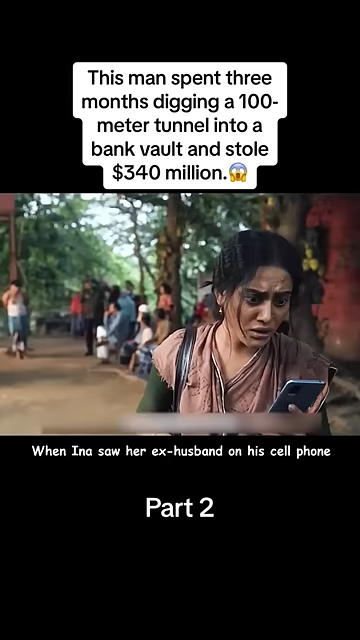 This man spent three
months digging a 100-
meter tunnel into a
bank vault and stole
$340 million.😱
When Ina saw her ex-husband on his cell phone
Part 2